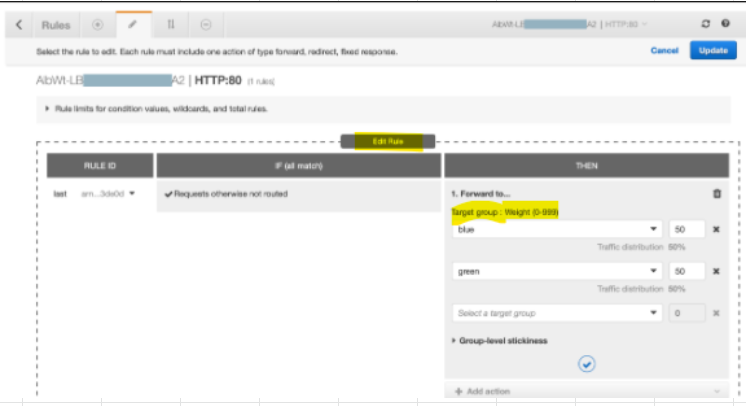 Rules
AbWt-LB A2 | HTTP:80
Select the rule to edit. Each rule must include one action of type forward, redirect, fixed response.
Cancel
Update
AbWt-LB A2 | HTTP:80 (1 rules)
Rule limits for condition values, wildcards, and total rules.
Edit Rule
RULE ID
IF (all match)
THEN
last
arn...3de0d
Requests otherwise not routed
1. Forward to...
Target group : Weight (0-999)
blue
50
Traffic distribution 50%
green
50
Traffic distribution 50%
Select a target group
0
Group-level stickiness
Add action